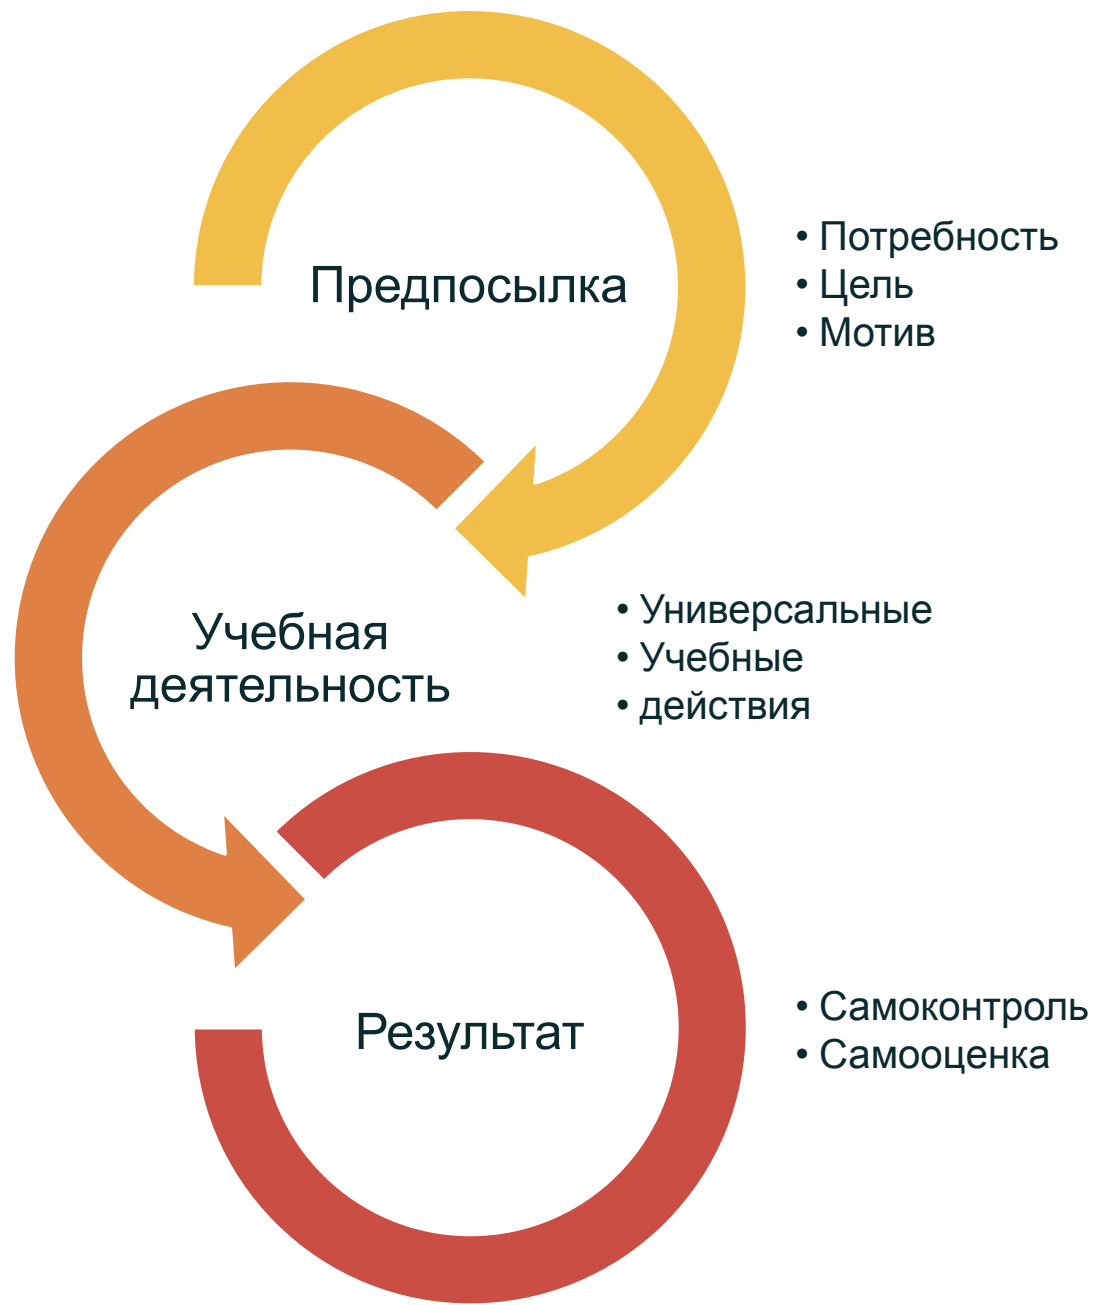 Предпосылка
• Потребность
• Цель
• Мотив
Учебная
деятельность
• Универсальные
• Учебные
• действия
Результат
• Самоконтроль
• Самооценка